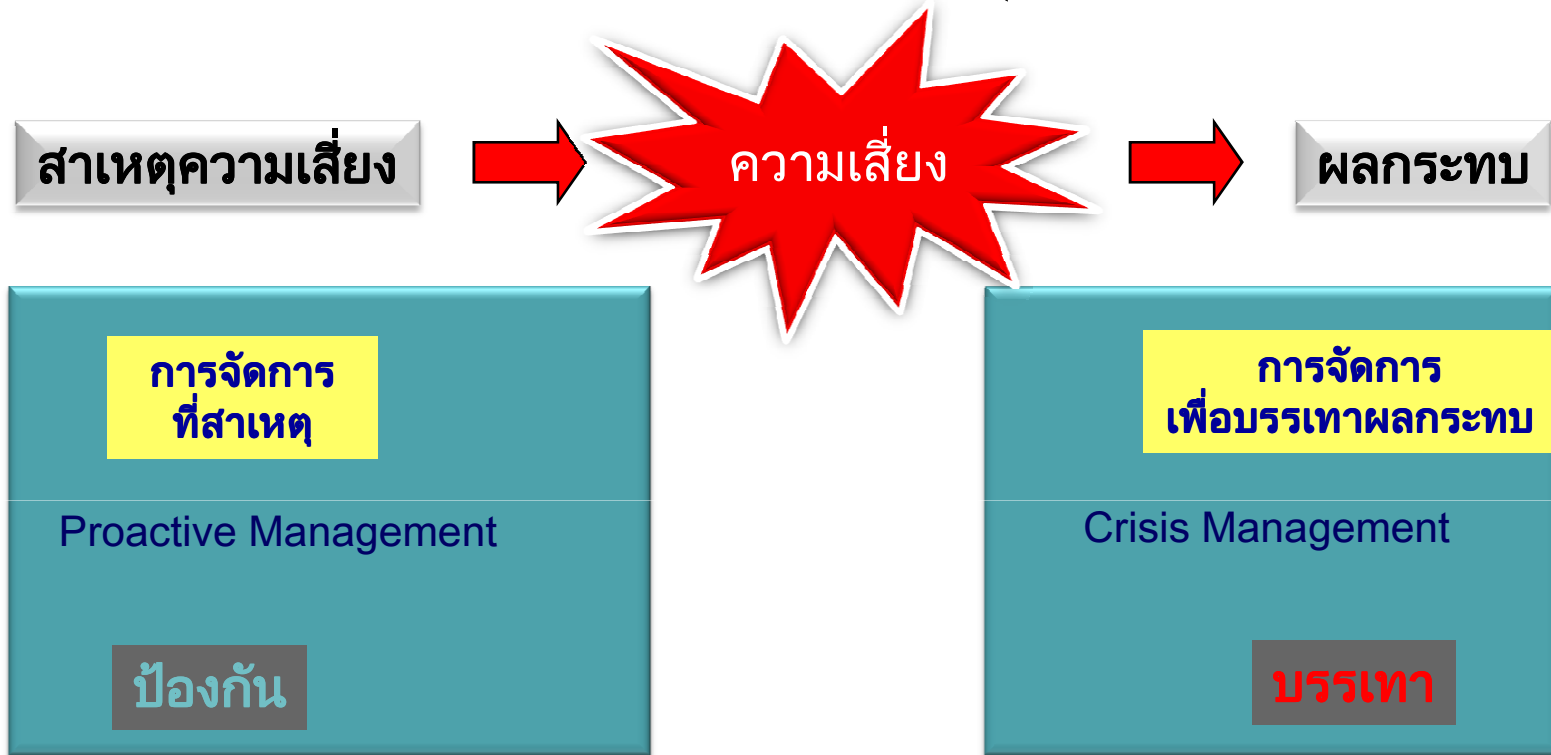 สาเหตุความเสี่ยง
ความเสี่ยง
ผลกระทบ
การจัดการ
ที่สาเหตุ
Proactive Management
ป้องกัน
การจัดการ
เพื่อบรรเทาผลกระทบ
Crisis Management
บรรเทา